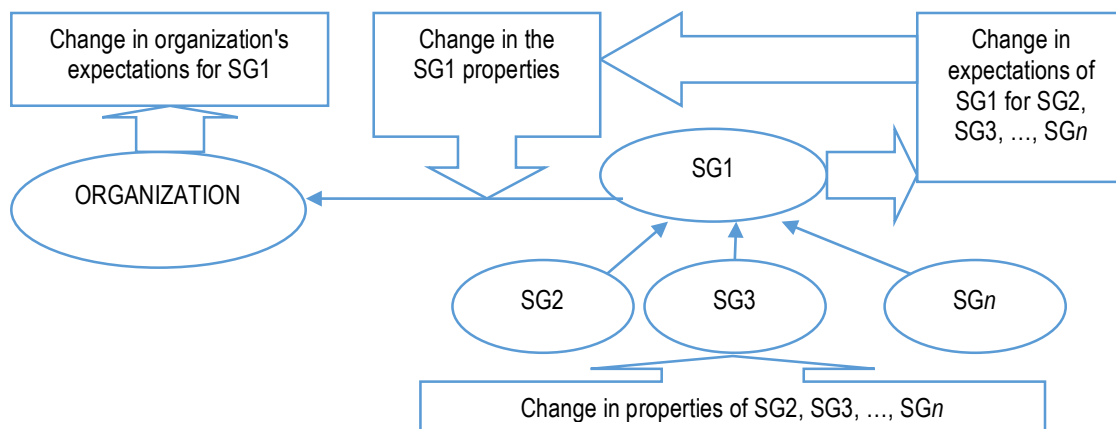 Change in organization's
expectations for SG1
Change in the
SG1 properties
Change in
expectations of
SG1 for SG2,
SG3, …, SGn
ORGANIZATION
SG1
SG2
SG3
SGn
Change in properties of SG2, SG3, …, SGn